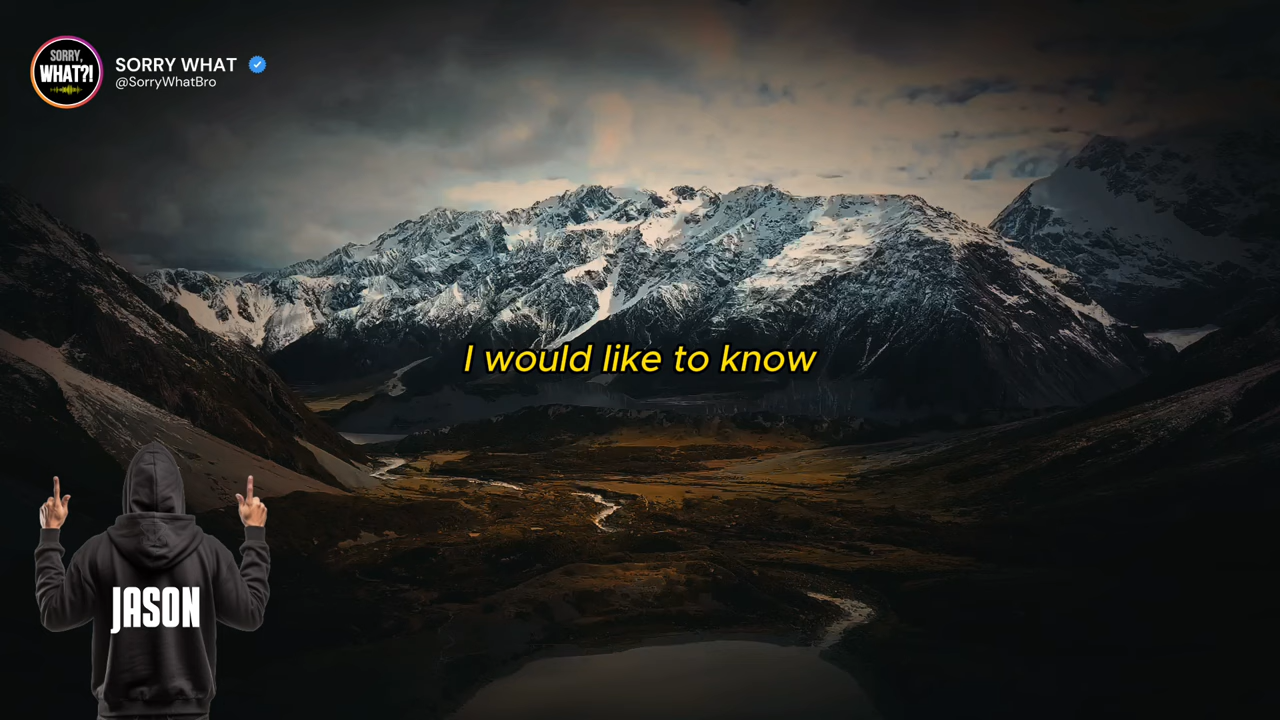 SORRY,
WHAT?!
SORRY WHAT
@SorryWhatBro
I would like to know
JASON